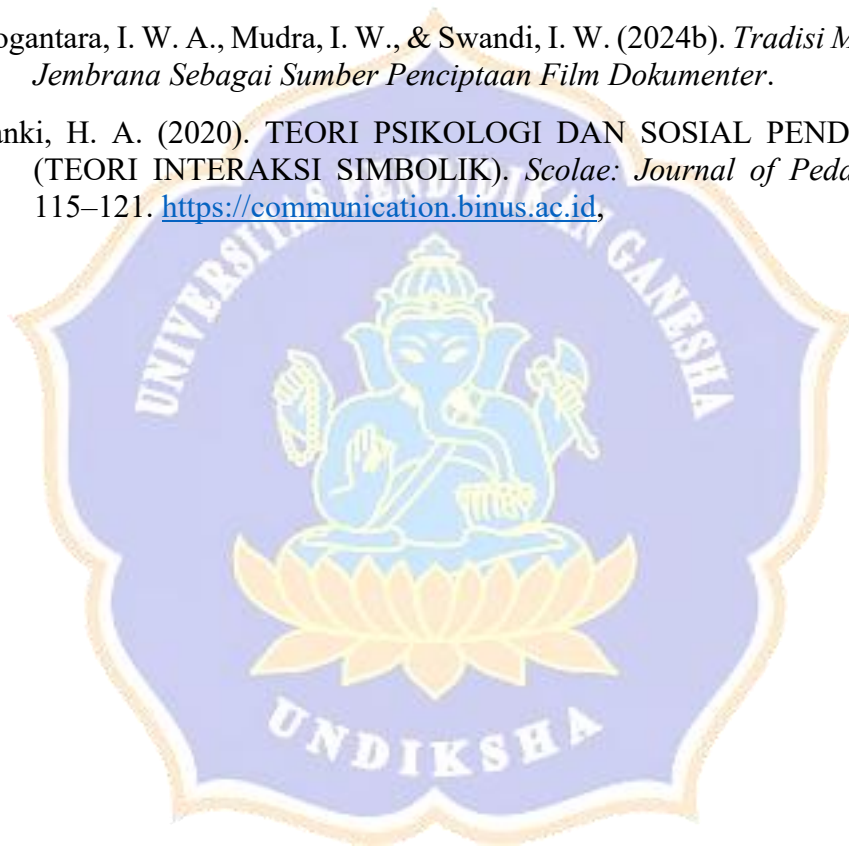 ogantara, I. W. A., Mudra, I. W., & Swandi, I. W. (2024b). Tradisi M
Jembrana Sebagai Sumber Penciptaan Film Dokumenter.
anki, H. A. (2020). TEORI PSIKOLOGI DAN SOSIAL PEND
(TEORI INTERAKSI SIMBOLIK). Scolae: Journal of Peda
115–121. https://communication.binus.ac.id,
UNIVERSITAS PENDIDIKAN GANESHA
UNDIKSHA